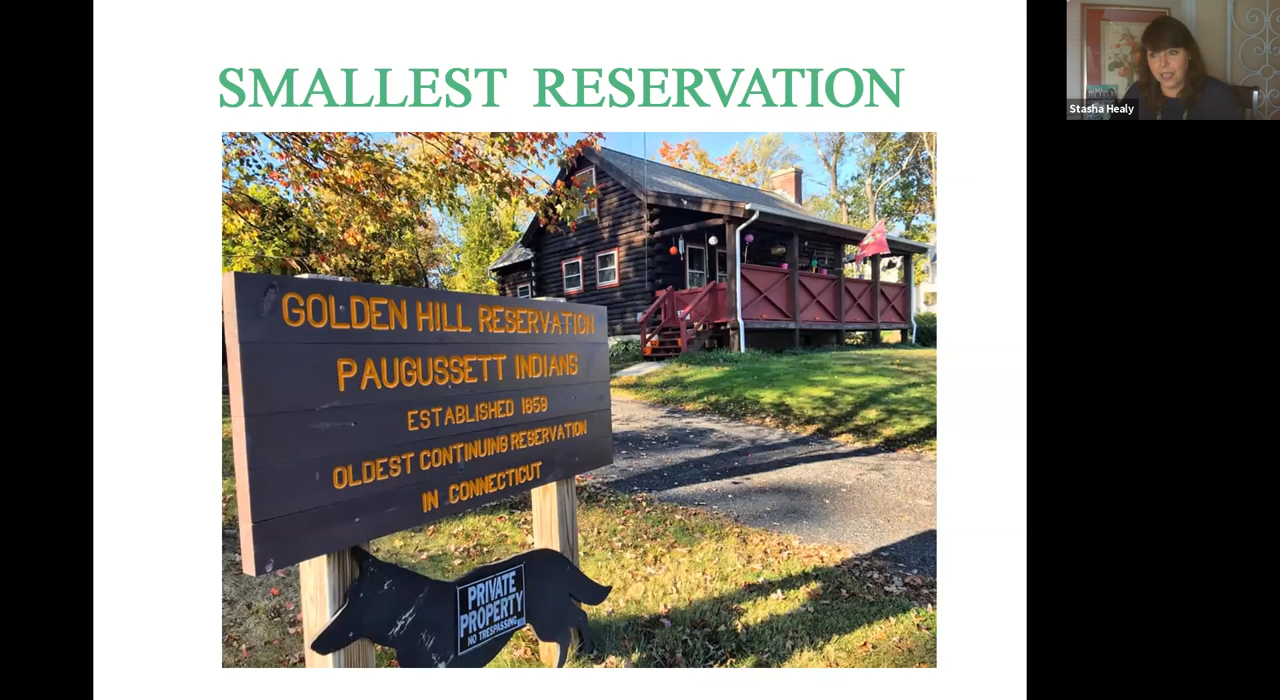 SMALLEST RESERVATION
Stasha Healy
GOLDEN HILL RESERVATION
PAUGUSSETT INDIANS
ESTABLISHED 1659
OLDEST CONTINUING RESERVATION
IN CONNECTICUT
PRIVATE
PROPERTY
NO TRESPASSING